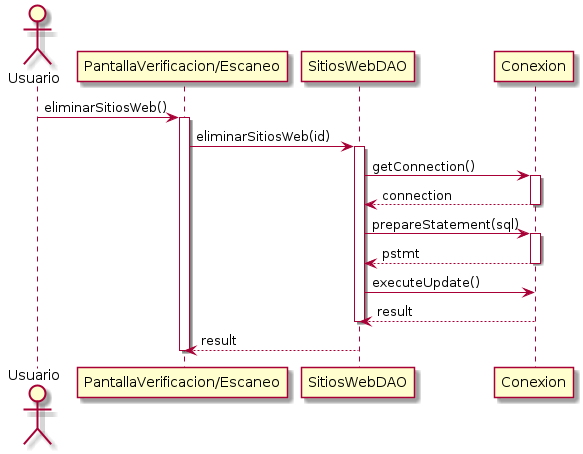 Usuario
PantallaVerificacion/Escaneo
SitiosWebDAO
Conexion
eliminarSitiosWeb()
eliminarSitiosWeb(id)
getConnection()
connection
prepareStatement(sql)
pstmt
executeUpdate()
result
result
Usuario
PantallaVerificacion/Escaneo
SitiosWebDAO
Conexion